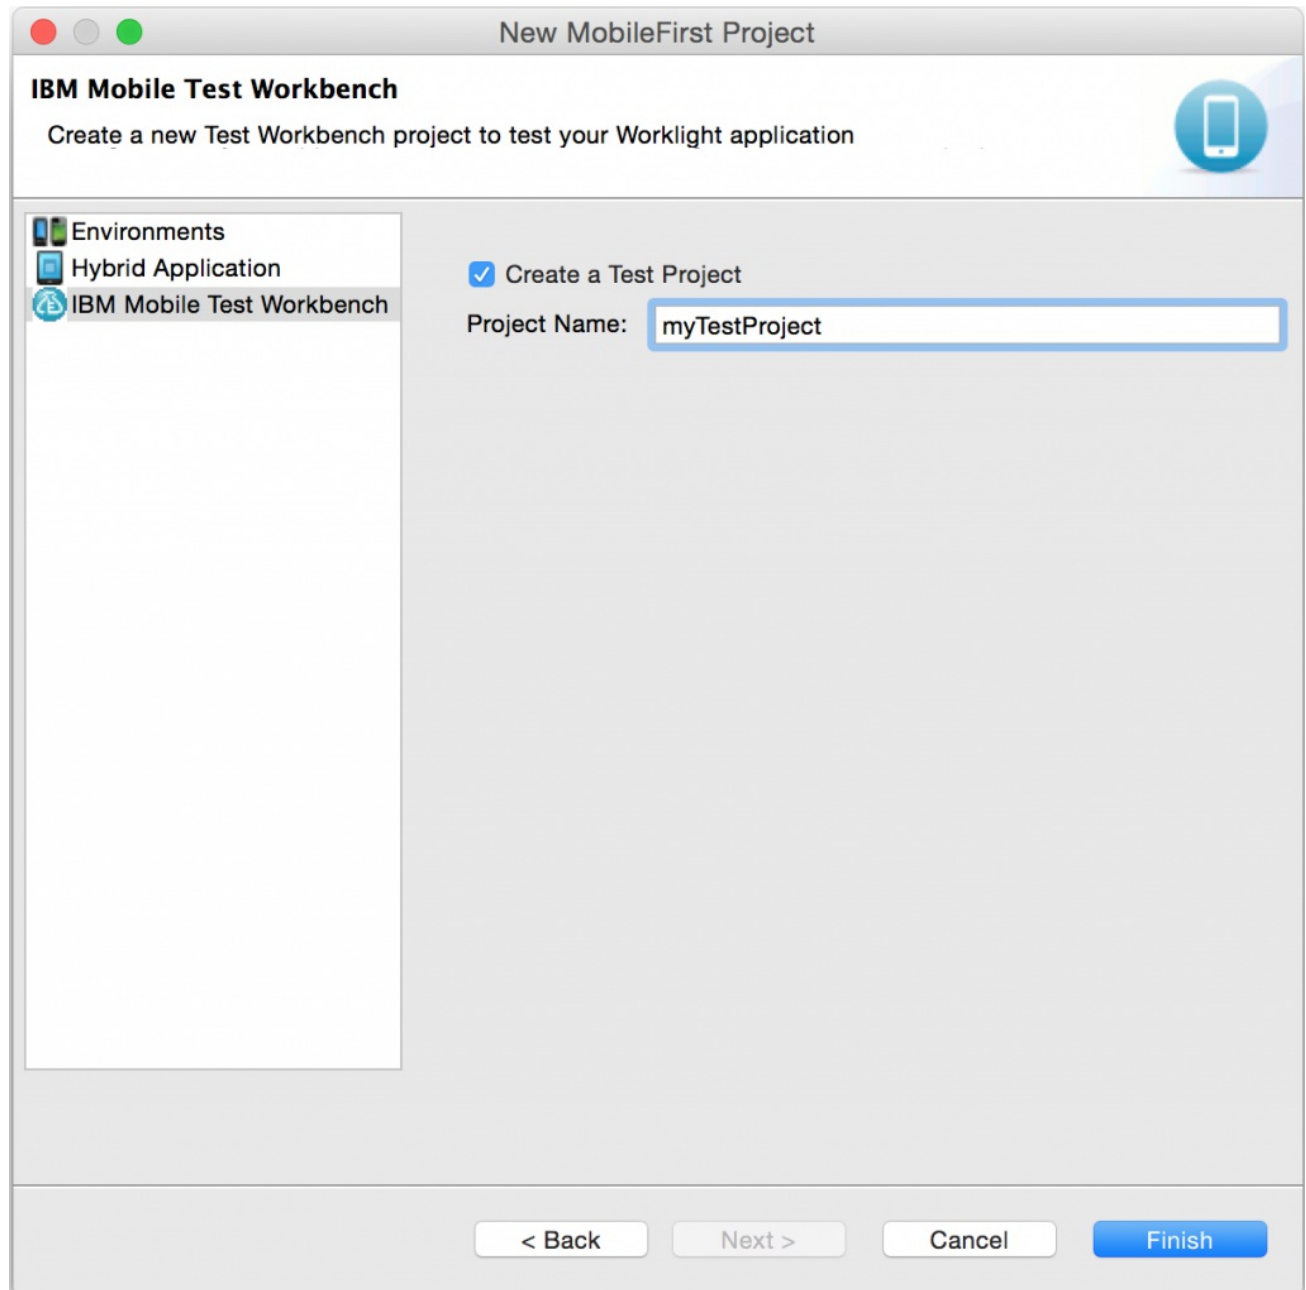 New MobileFirst Project
IBM Mobile Test Workbench
Create a new Test Workbench project to test your Worklight application
Environments
Hybrid Application
IBM Mobile Test Workbench
Create a Test Project
Project Name: myTestProject
< Back Next > Cancel Finish